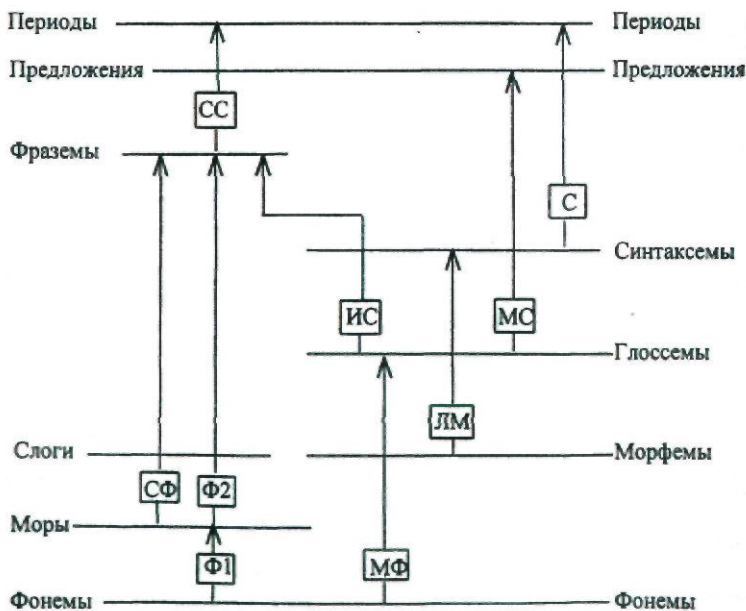 Периоды Периоды
Предложения Предложения
СС
Фраземы
С
Синтаксемы
ИС МС
Глоссемы
ЛМ
Слоги Морфемы
СФ Ф2
Моры
Ф1 МФ
Фонемы Фонемы